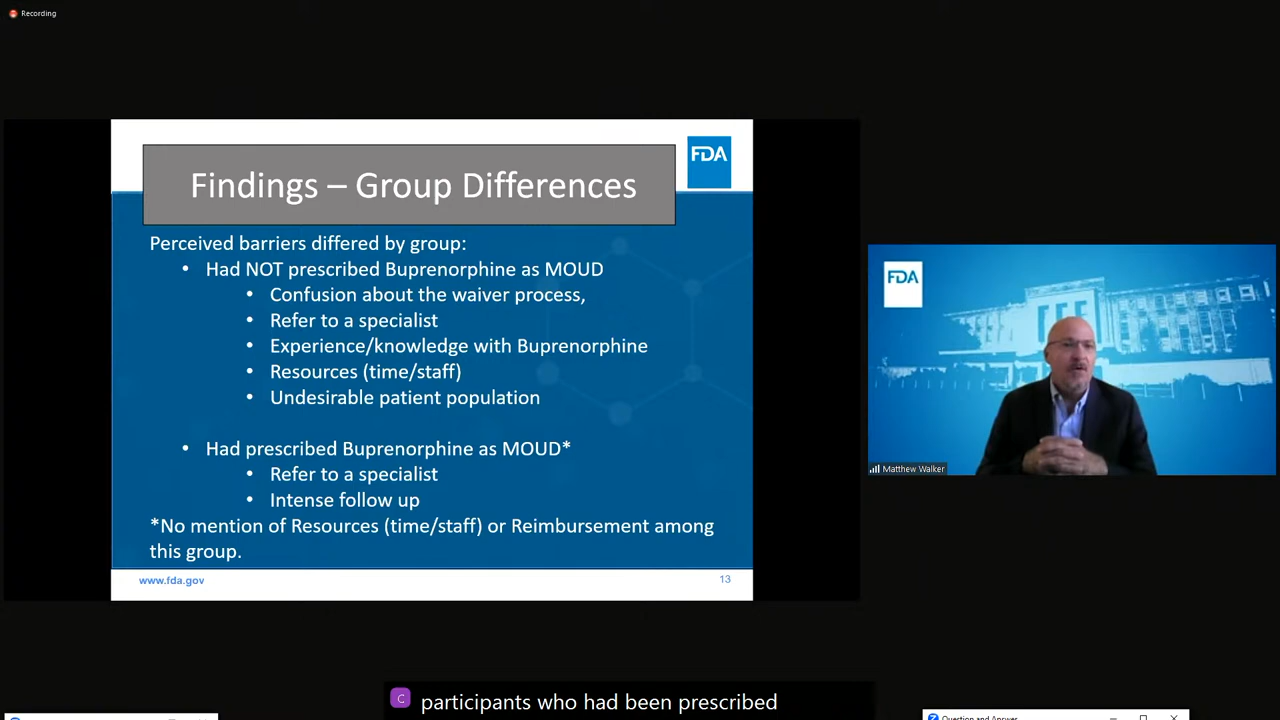 Recording
FDA
Findings – Group Differences
Perceived barriers differed by group:
• Had NOT prescribed Buprenorphine as MOUD
• Confusion about the waiver process,
• Refer to a specialist
• Experience/knowledge with Buprenorphine
• Resources (time/staff)
• Undesirable patient population
• Had prescribed Buprenorphine as MOUD*
• Refer to a specialist
• Intense follow up
*No mention of Resources (time/staff) or Reimbursement among
this group.
www.fda.gov
13
FDA
Matthew Walker
C
participants who had been prescribed
Question and Answer